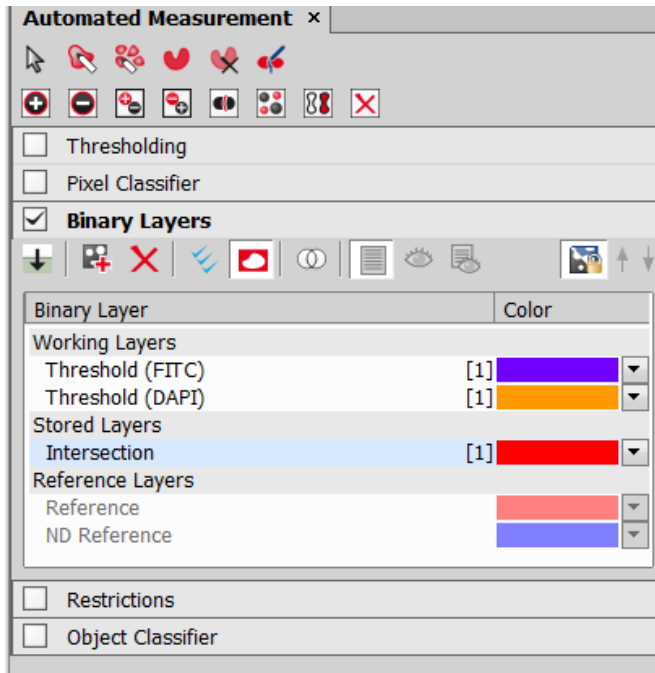 Automated Measurement ×
Thresholding
Pixel Classifier
Binary Layers
Binary Layer Color
Working Layers
Threshold (FITC) [1]
Threshold (DAPI) [1]
Stored Layers
Intersection [1]
Reference Layers
Reference
ND Reference
Restrictions
Object Classifier